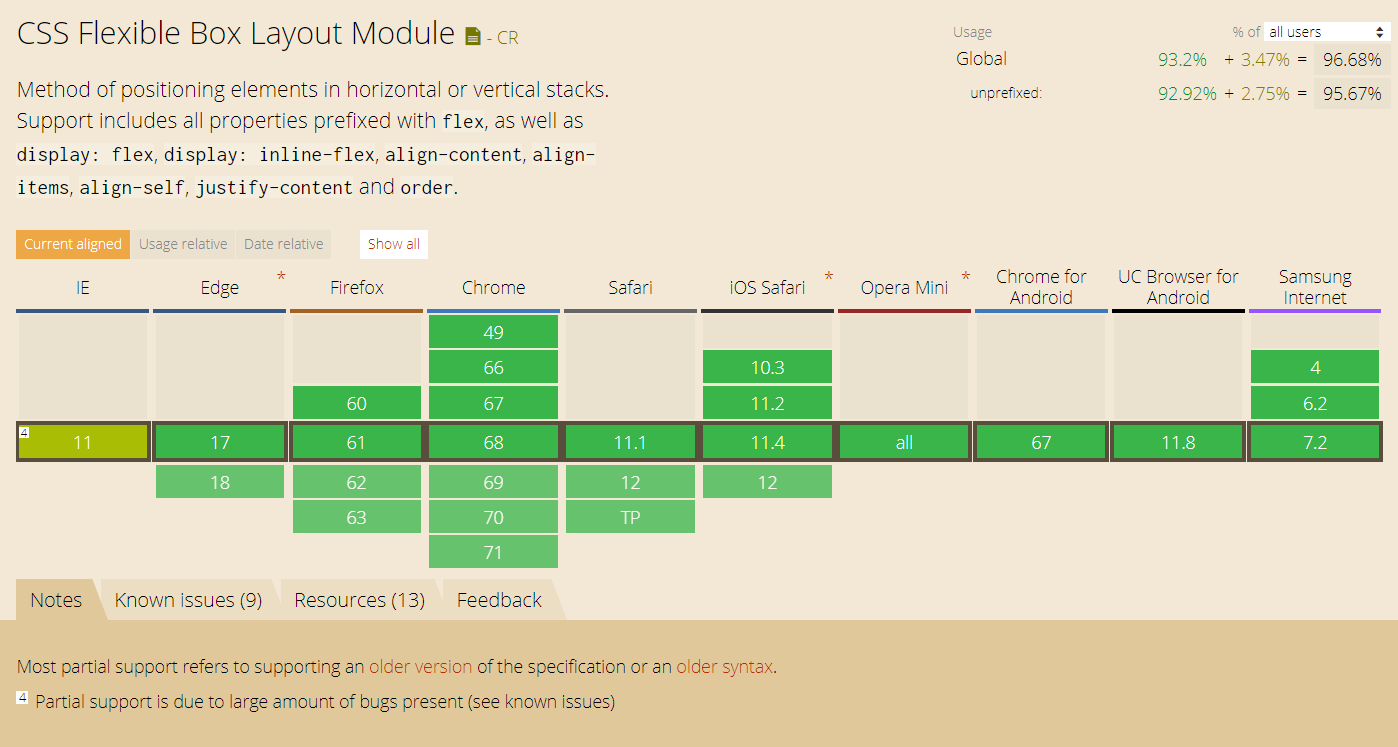 CSS Flexible Box Layout Module - CR
Usage % of all users
Global 93.2% + 3.47% = 96.68%
unprefixed: 92.92% + 2.75% = 95.67%
Method of positioning elements in horizontal or vertical stacks.
Support includes all properties prefixed with flex, as well as
display: flex, display: inline-flex, align-content, align-
items, align-self, justify-content and order.
Current aligned Usage relative Date relative Show all
IE Edge * Firefox Chrome Safari iOS Safari * Opera Mini * Chrome for Android UC Browser for Android Samsung Internet
49
66 10.3 4
60 67 11.2 6.2
4 11 17 61 68 11.1 11.4 all 67 11.8 7.2
18 62 69 12 12
63 70 TP
71
Notes Known issues (9) Resources (13) Feedback
Most partial support refers to supporting an older version of the specification or an older syntax.
4 Partial support is due to large amount of bugs present (see known issues)